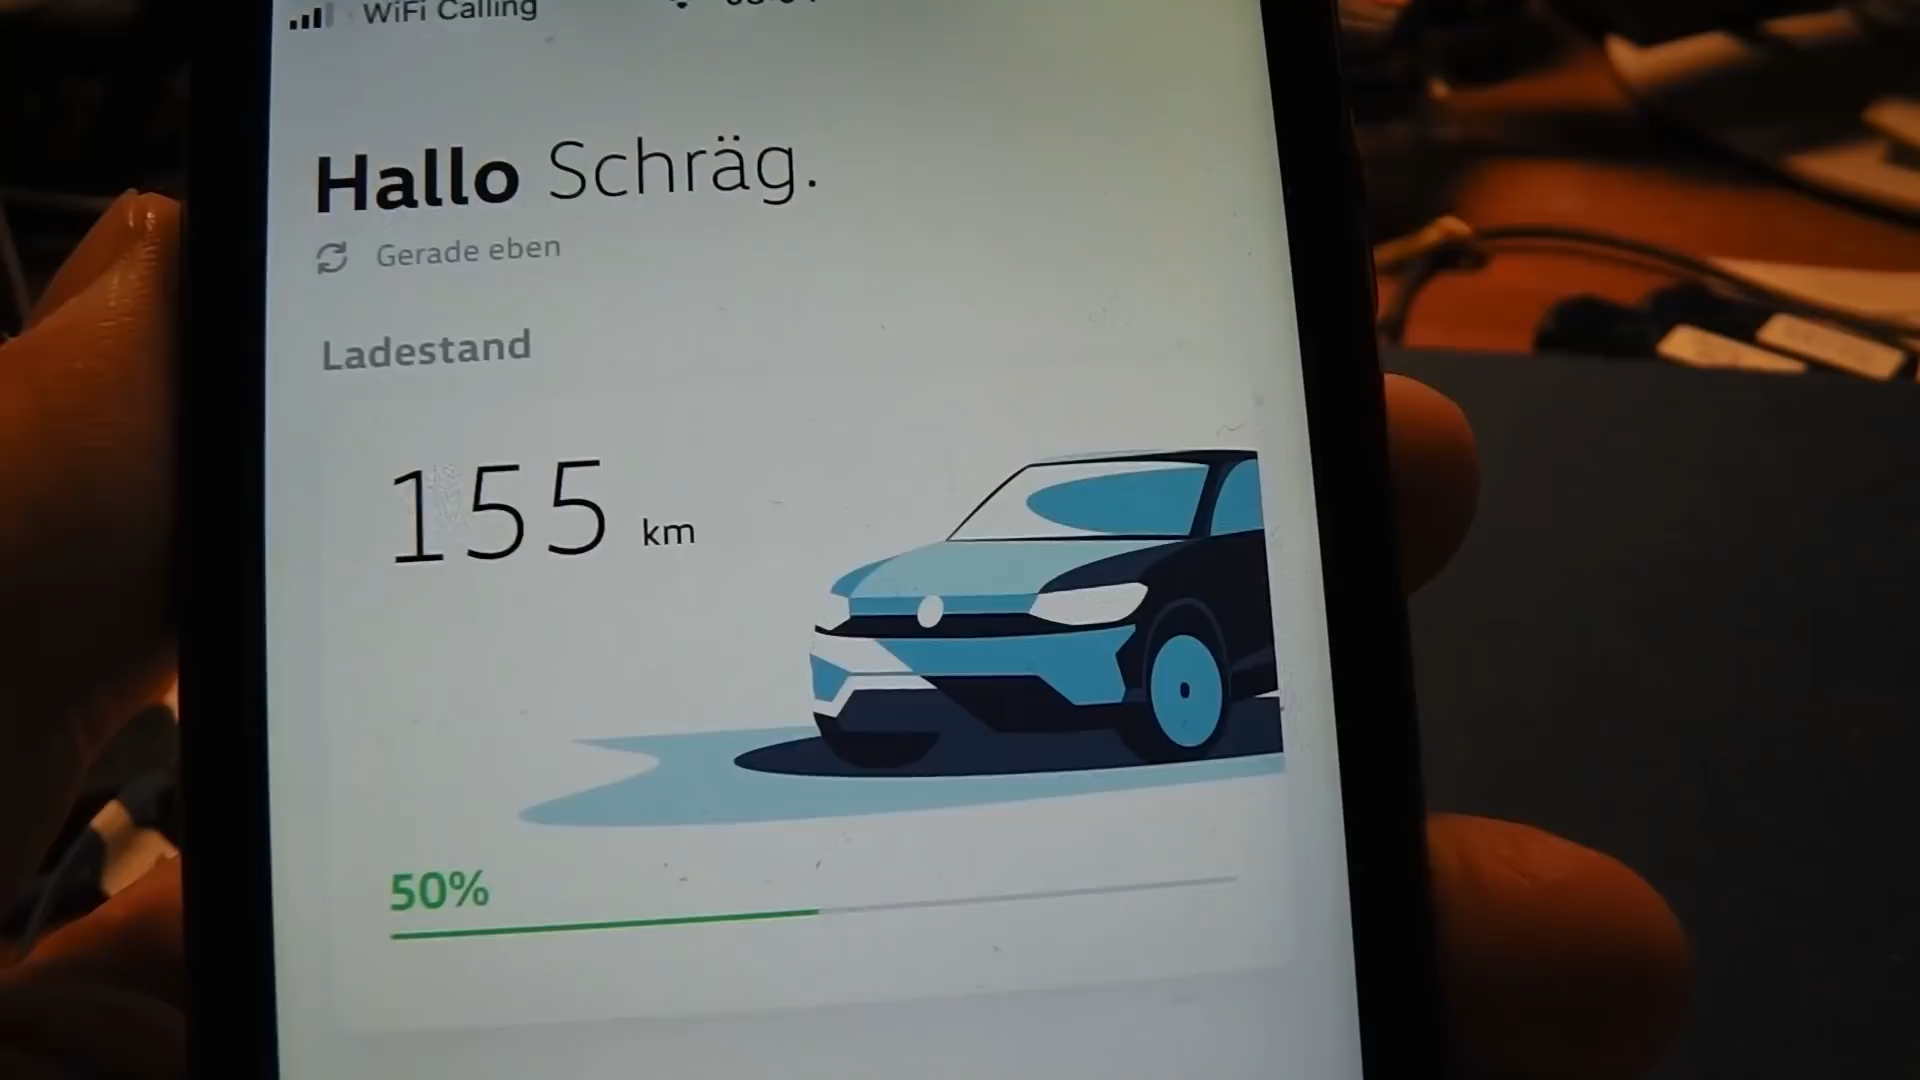 WiFi Calling
Hallo Schräg.
Gerade eben
Ladestand
155 km
50%